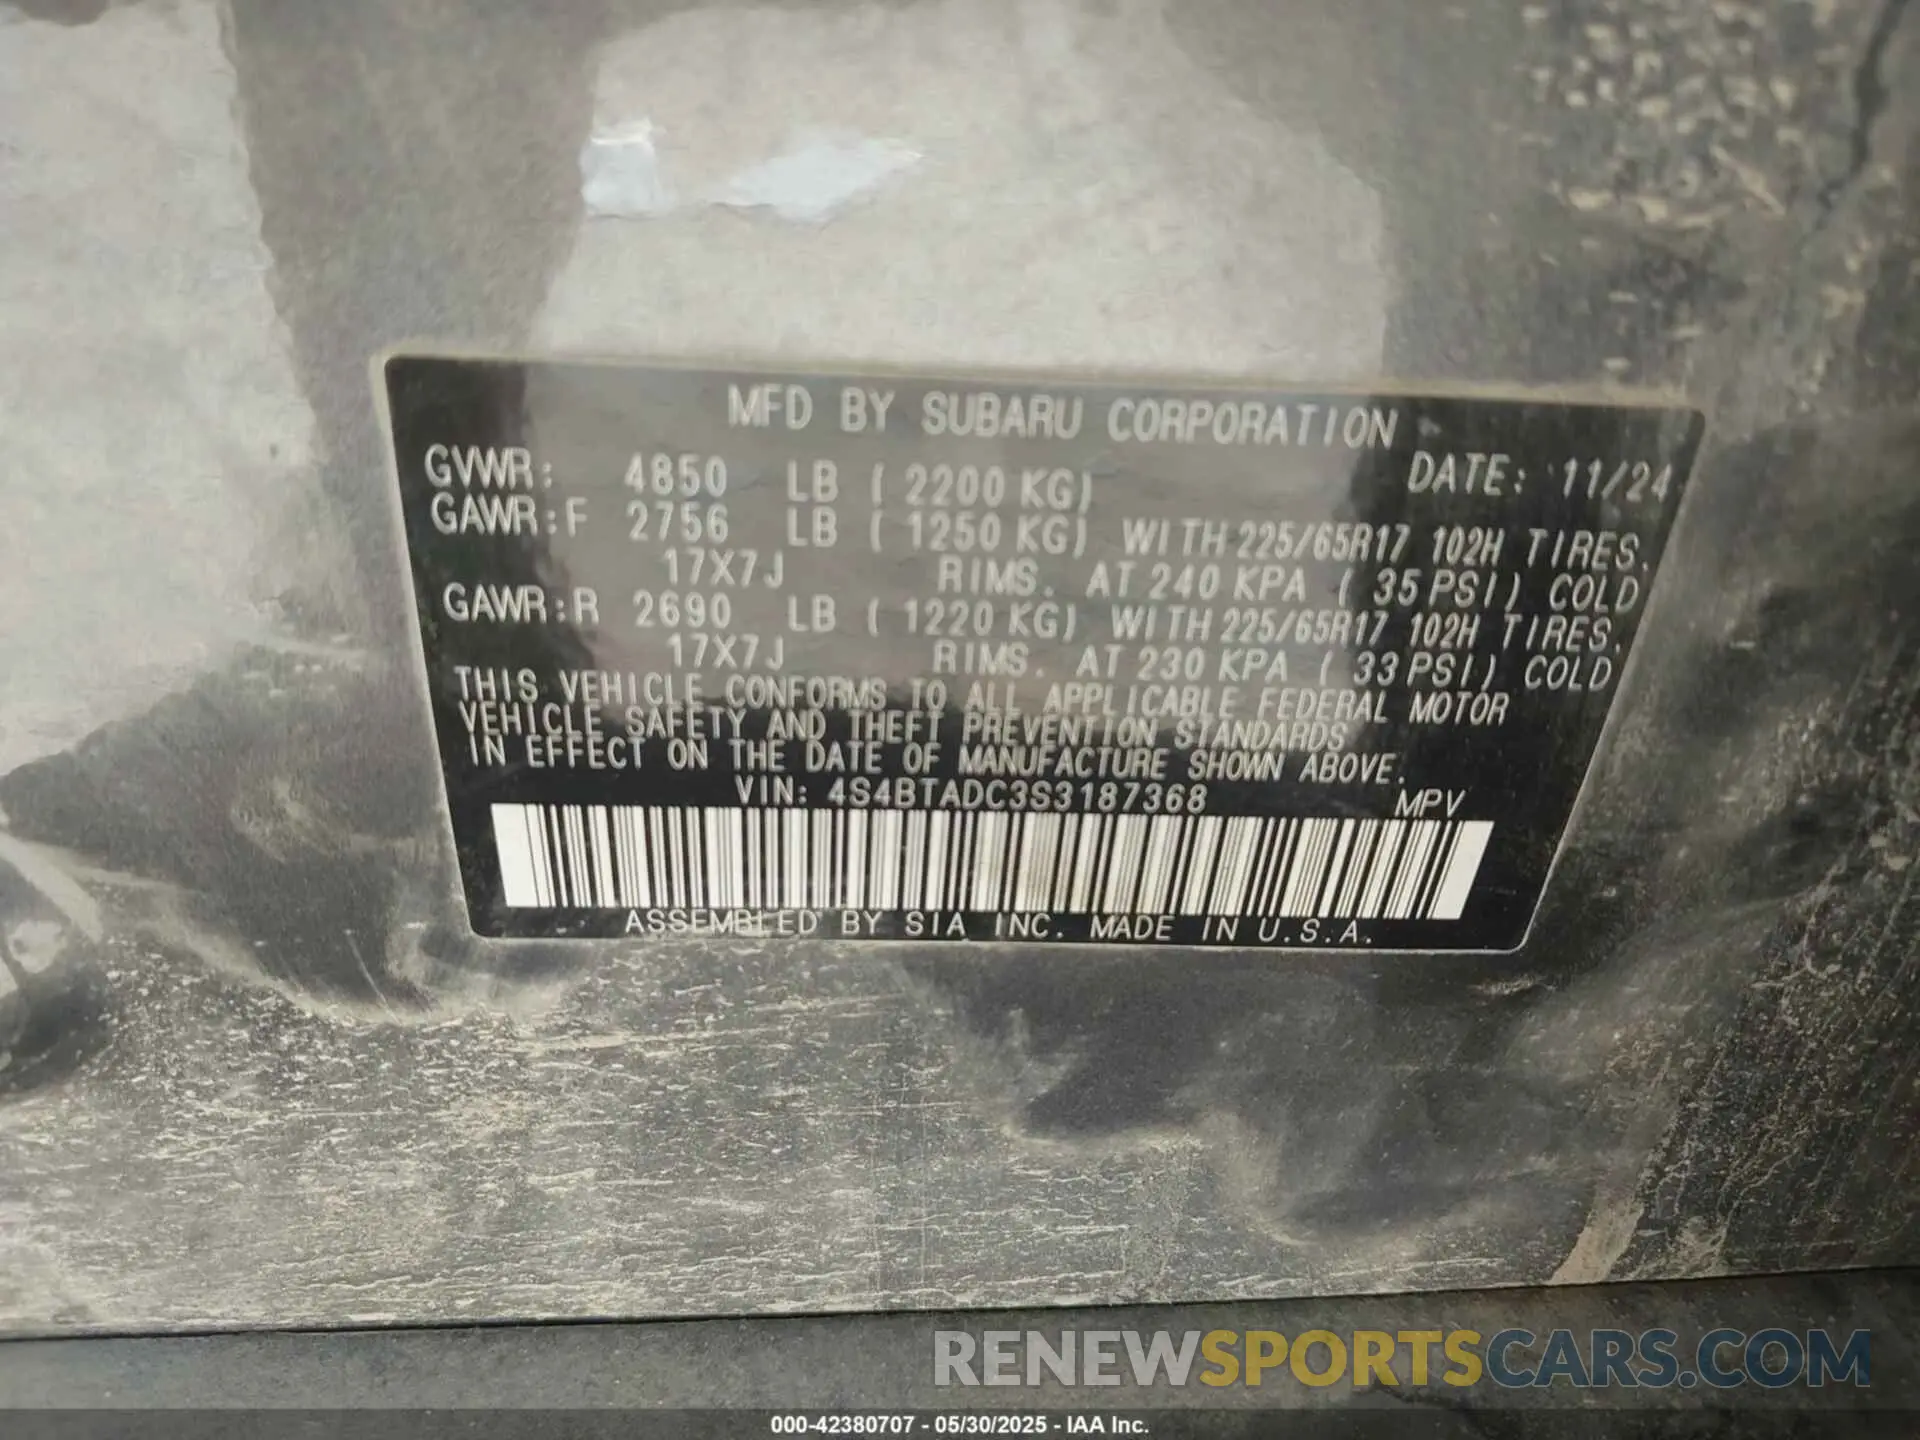 MFD BY SUBARU CORPORATION
GVWR: 4850 LB ( 2200 KG) DATE: 11/24
GAWR:F 2756 LB ( 1250 KG) WITH 225/65R17 102H TIRES.
17X7J RIMS. AT 240 KPA ( 35 PSI) COLD
GAWR:R 2690 LB ( 1220 KG) WITH 225/65R17 102H TIRES.
17X7J RIMS. AT 230 KPA ( 33 PSI) COLD
THIS VEHICLE CONFORMS TO ALL APPLICABLE FEDERAL MOTOR
VEHICLE SAFETY AND THEFT PREVENTION STANDARDS
IN EFFECT ON THE DATE OF MANUFACTURE SHOWN ABOVE.
VIN: 4S4BTADC3S3187368 MPV
ASSEMBLED BY SIA INC. MADE IN U.S.A.
RENEWSPORTSCARS.COM
000-42380707 - 05/30/2025 - IAA Inc.